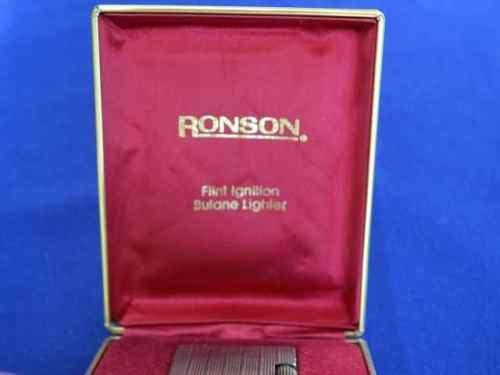 RONSON.
Flint Ignition
Butane Lighter